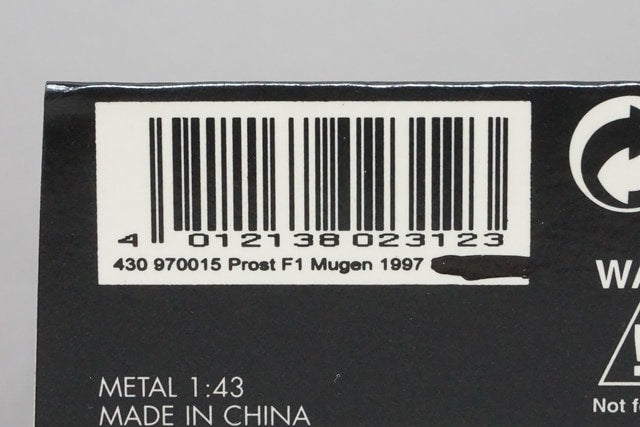 4 012138 023123
430 970015 Prost F1 Mugen 1997
WA
METAL 1:43
MADE IN CHINA
Not f